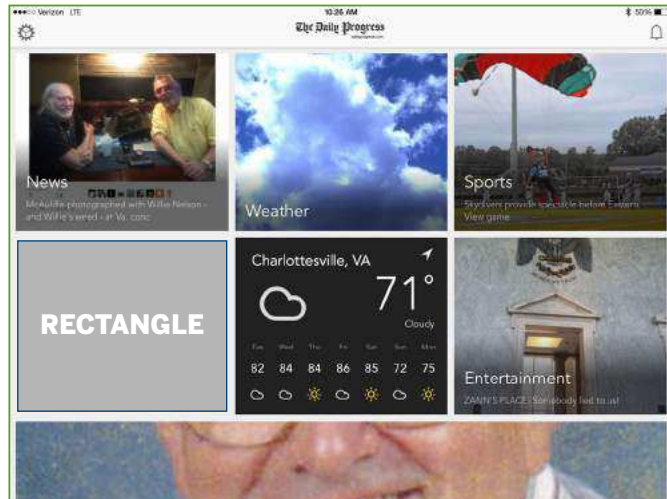 Verizon LTE
10:26 AM
50%
The Daily Progress
News
McAuliffe photographed with Willie Nelson -
and Willie's weed - at Va. conc
Weather
Sports
Skydivers provide spectacle before Eastern
View game
RECTANGLE
Charlottesville, VA
71°
Cloudy
Tue Wed Thu Fri Sat Sun Mon
82 84 84 86 85 72 75
Entertainment
ZANN'S PLACE: Somebody lied to us!